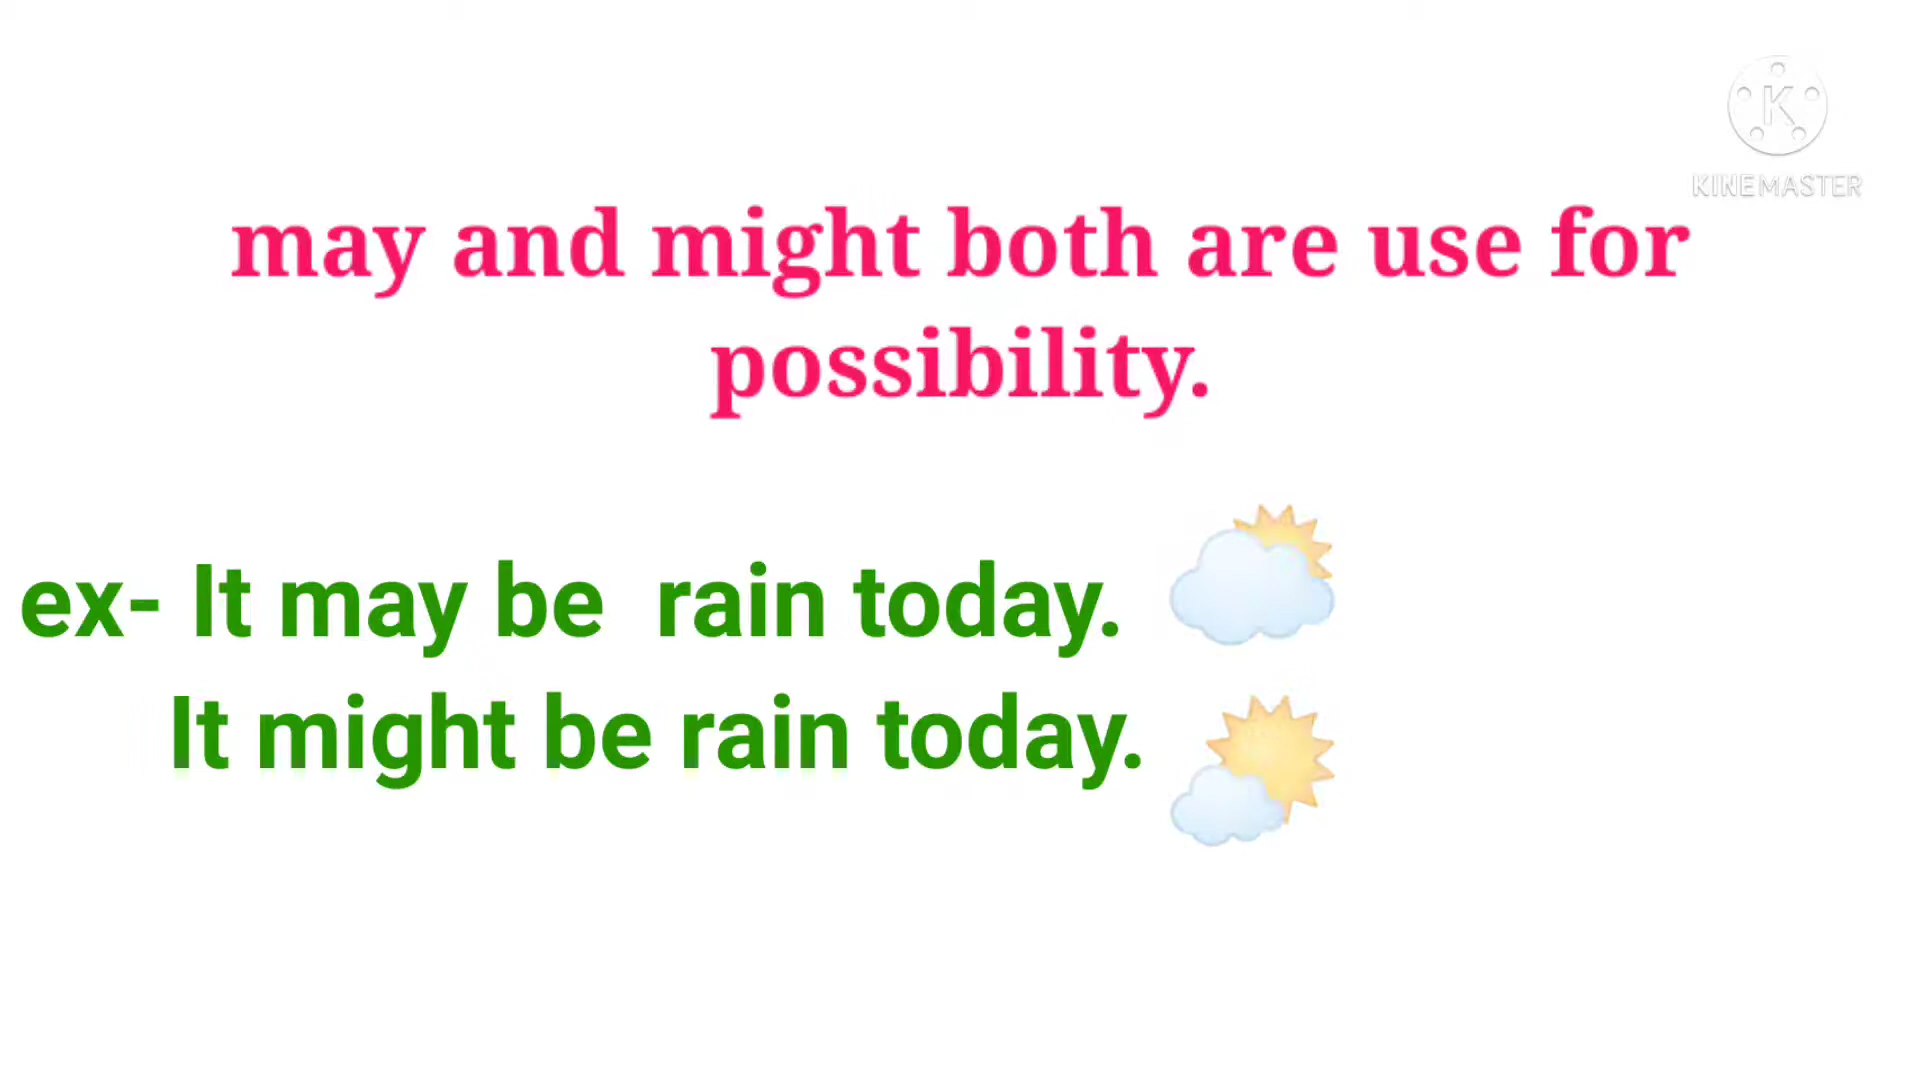 K
KINEMASTER
may and might both are use for
possibility.
ex- It may be rain today.
It might be rain today.